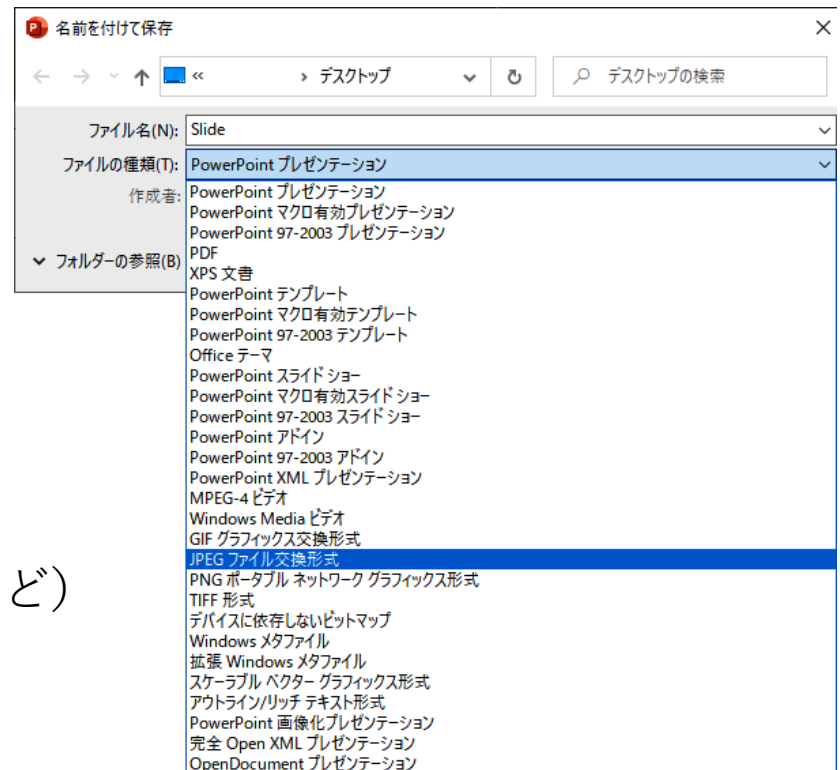 名前を付けて保存
« › デスクトップ
デスクトップの検索
ファイル名(N): Slide
ファイルの種類(T): PowerPoint プレゼンテーション
作成者:
フォルダーの参照(B)
PowerPoint プレゼンテーション
PowerPoint マクロ有効プレゼンテーション
PowerPoint 97-2003 プレゼンテーション
PDF
XPS 文書
PowerPoint テンプレート
PowerPoint マクロ有効テンプレート
PowerPoint 97-2003 テンプレート
Office テーマ
PowerPoint スライド ショー
PowerPoint マクロ有効スライド ショー
PowerPoint 97-2003 スライド ショー
PowerPoint アドイン
PowerPoint 97-2003 アドイン
PowerPoint XML プレゼンテーション
MPEG-4 ビデオ
Windows Media ビデオ
GIF グラフィックス交換形式
JPEG ファイル交換形式
PNG ポータブル ネットワーク グラフィックス形式
TIFF 形式
デバイスに依存しないビットマップ
Windows メタファイル
拡張 Windows メタファイル
スケーラブル ベクター グラフィックス形式
アウトライン/リッチ テキスト形式
PowerPoint 画像化プレゼンテーション
完全 Open XML プレゼンテーション
OpenDocument プレゼンテーション
ど）